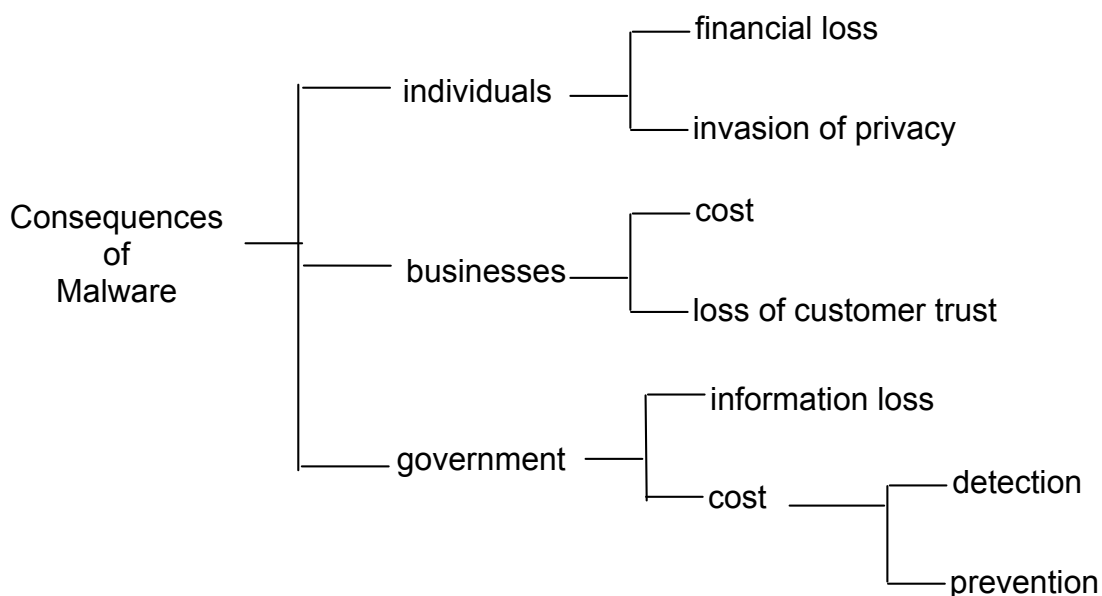 Consequences
of
Malware
individuals
financial loss
invasion of privacy
businesses
cost
loss of customer trust
government
information loss
cost
detection
prevention